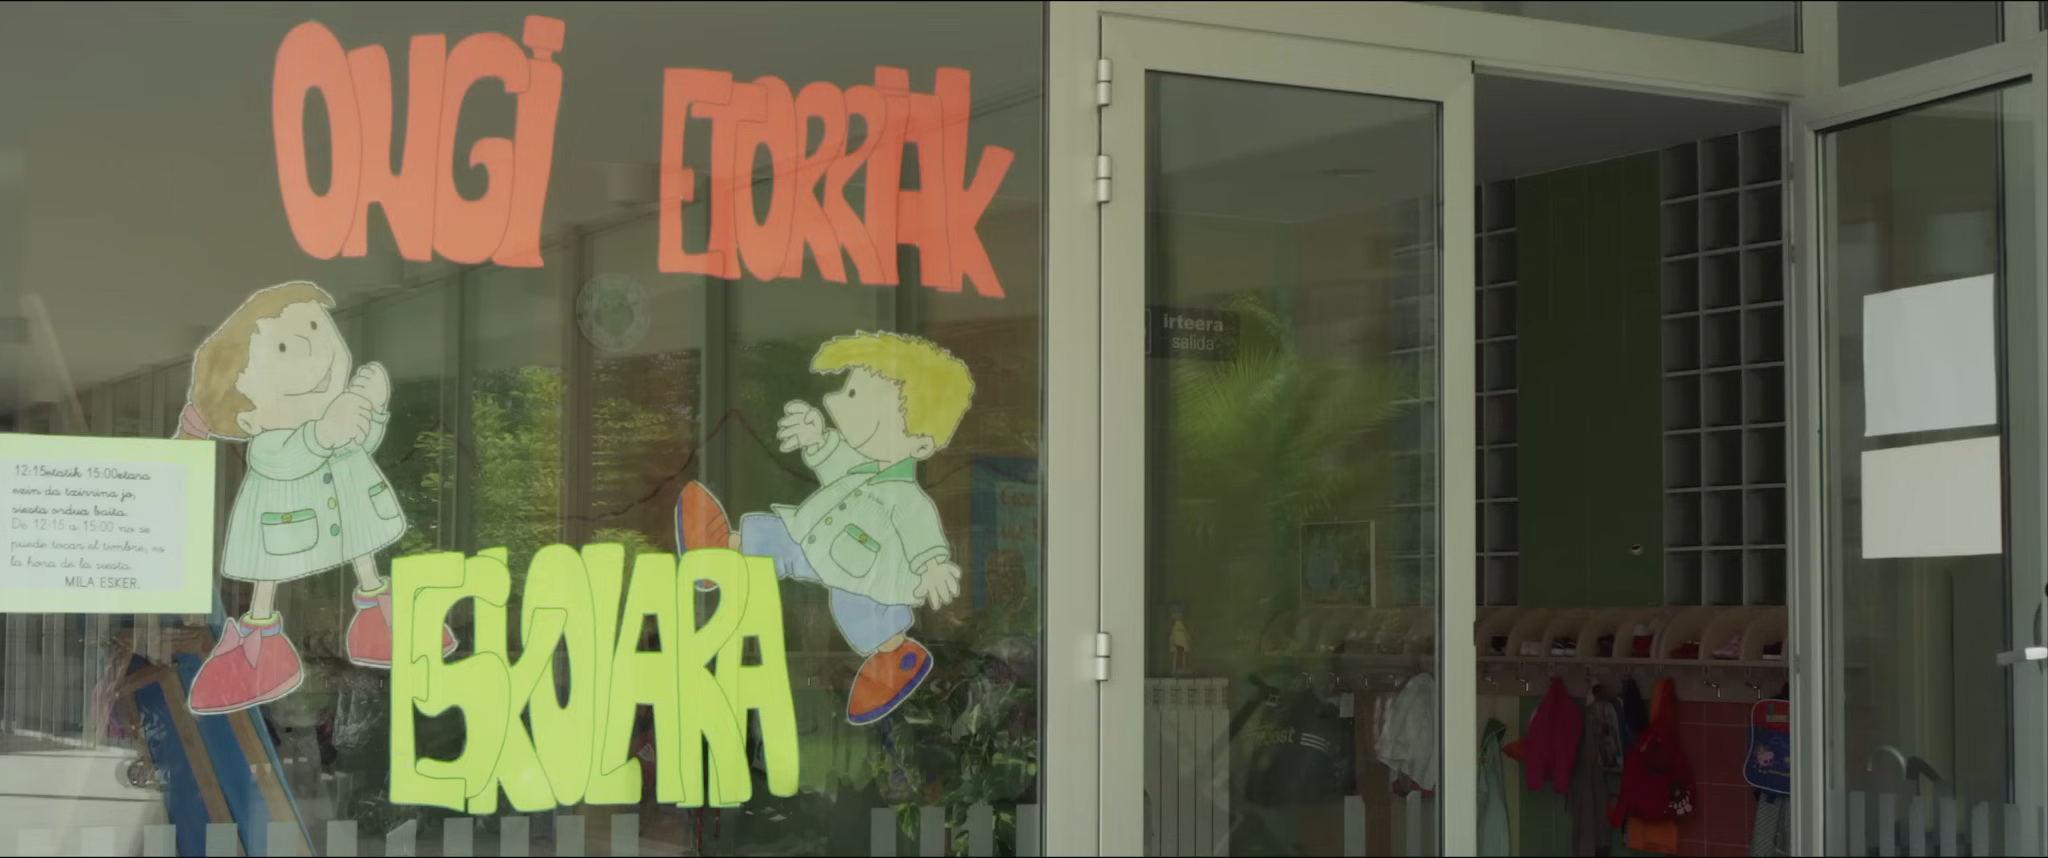 ONGI ETORRIAK
ESKOLARA
12:15etatik 15:00etara
ezin da txirrina jo,
siesta ordua baita.
De 12:15 a 15:00 no se
puede tocar el timbre, es
la hora de la siesta.
MILA ESKER.
irteera
salida